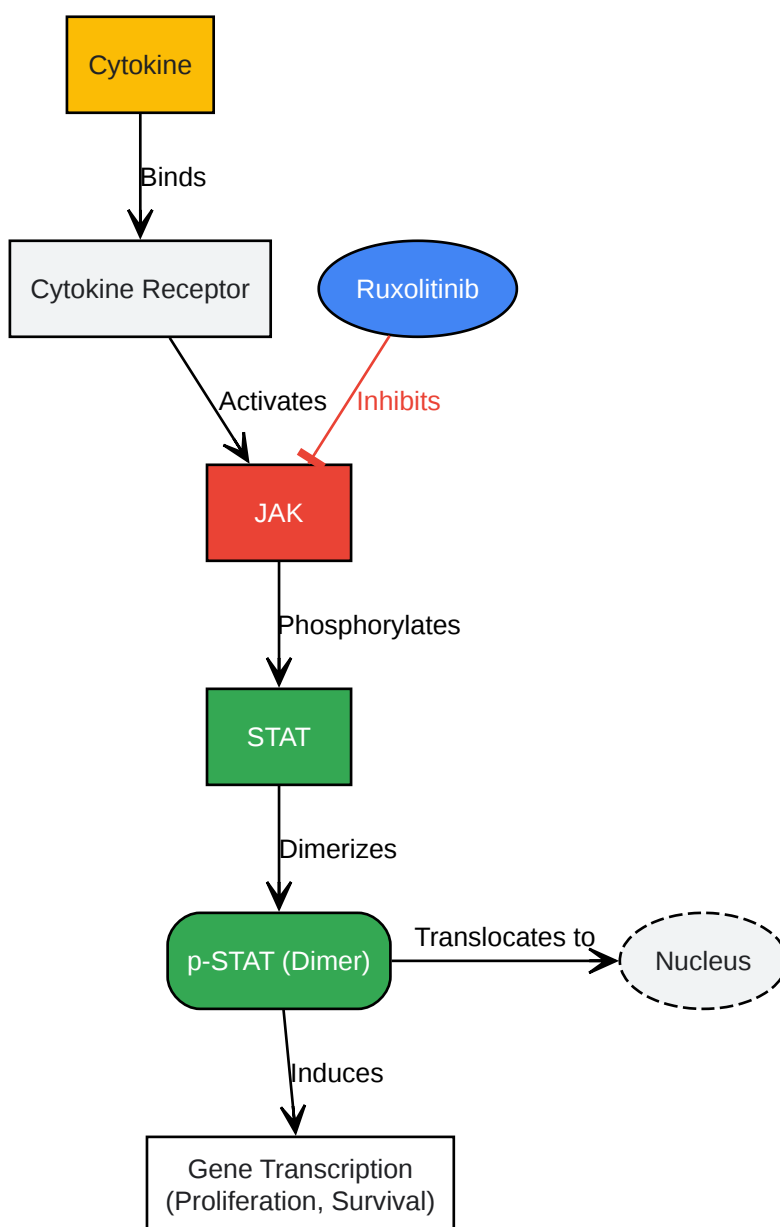 Cytokine
Binds
Cytokine Receptor
Ruxolitinib
Activates
Inhibits
JAK
Phosphorylates
STAT
Dimerizes
p-STAT (Dimer)
Translocates to
Nucleus
Induces
Gene Transcription
(Proliferation, Survival)